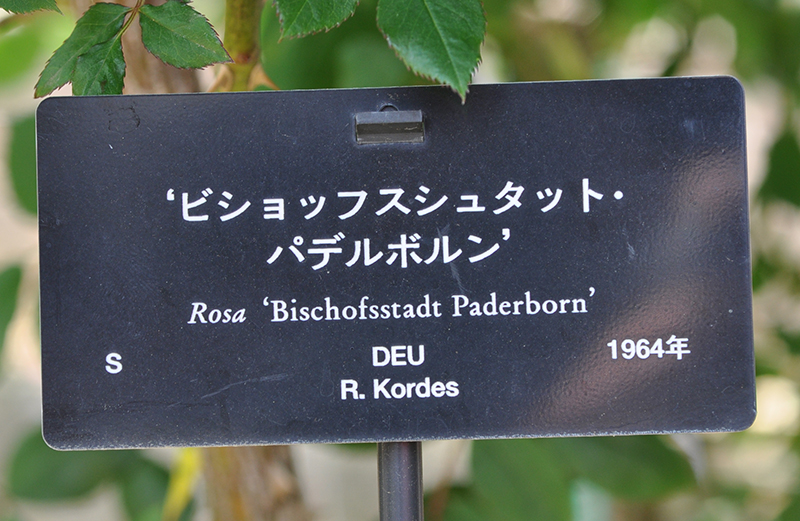 ‘ビショッフスシュタット・
パデルボルン’
Rosa ‘Bischofsstadt Paderborn’
S DEU 1964年
R. Kordes